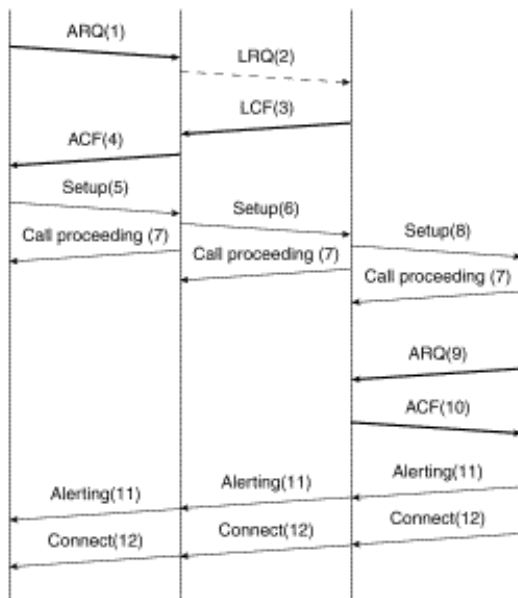 ARQ(1)
LRQ(2)
LCF(3)
ACF(4)
Setup(5)
Setup(6)
Setup(8)
Call proceeding (7)
Call proceeding (7)
Call proceeding (7)
ARQ(9)
ACF(10)
Alerting(11)
Alerting(11)
Alerting(11)
Connect(12)
Connect(12)
Connect(12)